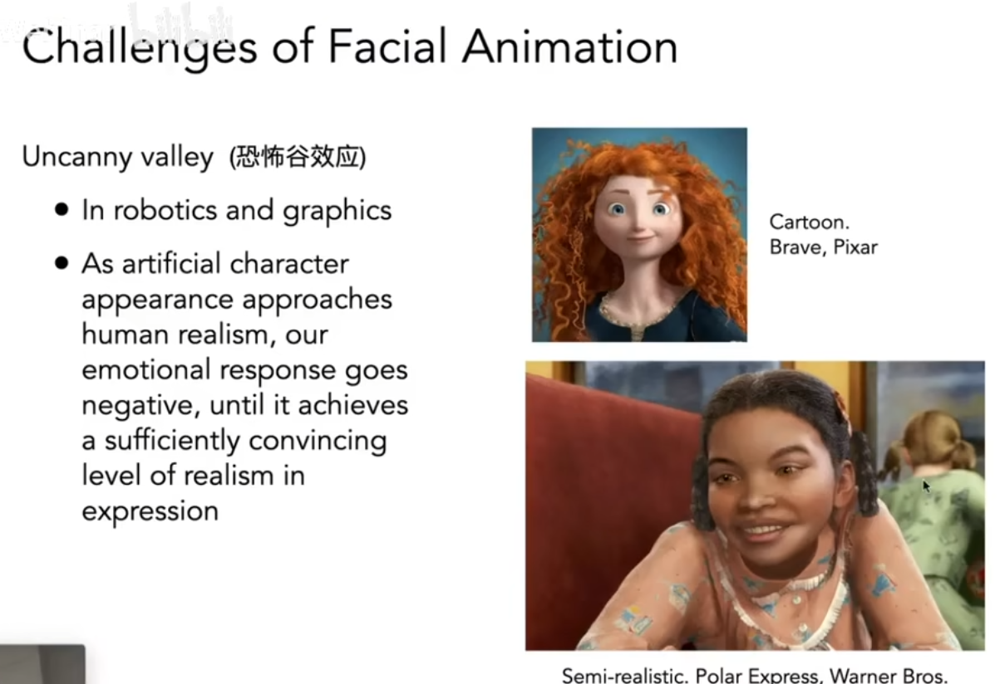 bilibili
Challenges of Facial Animation
Uncanny valley (恐怖谷效应)
● In robotics and graphics
● As artificial character
appearance approaches
human realism, our
emotional response goes
negative, until it achieves
a sufficiently convincing
level of realism in
expression
Cartoon.
Brave, Pixar
Semi-realistic. Polar Express, Warner Bros.